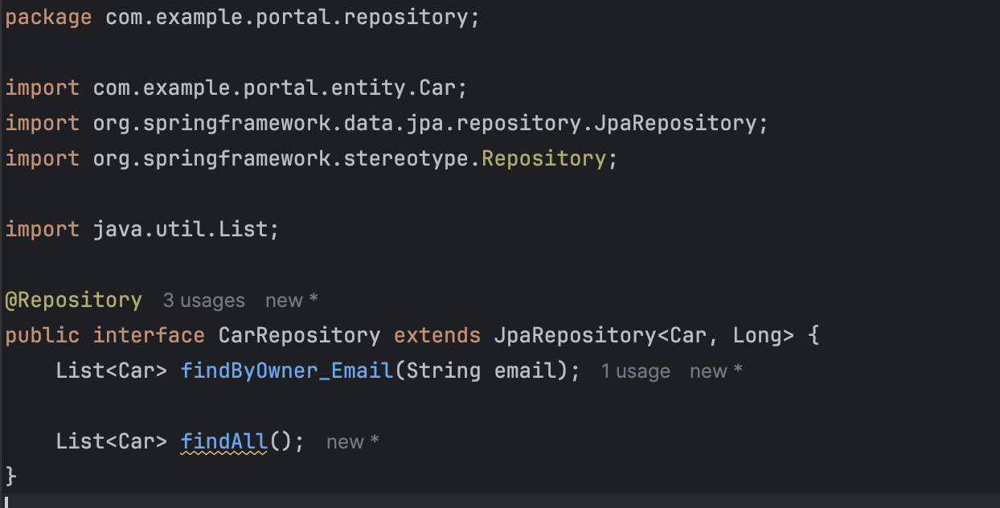 package com.example.portal.repository;
import com.example.portal.entity.Car;
import org.springframework.data.jpa.repository.JpaRepository;
import org.springframework.stereotype.Repository;
import java.util.List;
@Repository 3 usages new *
public interface CarRepository extends JpaRepository<Car, Long> {
    List<Car> findByOwner_Email(String email); 1 usage new *
    List<Car> findAll(); new *
}